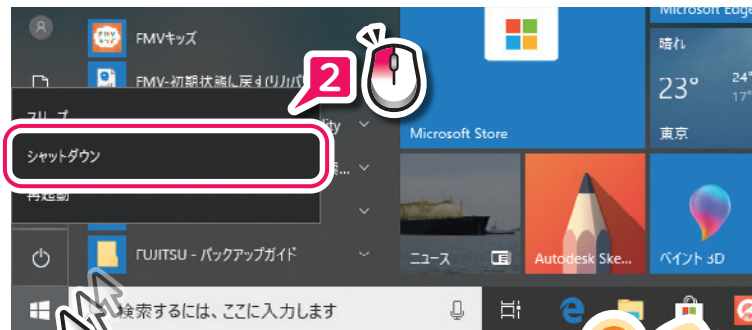 FMVキッズ
FMV-初期状態に戻す(リカバ
2
スリープ
lity
シャットダウン
再起動
FUJITSU - バックアップガイド
検索するには、ここに入力します
Microsoft Edge
Microsoft Store
晴れ
23°
24°
17°
東京
ニュース
Autodesk Ske...
ペイント 3D